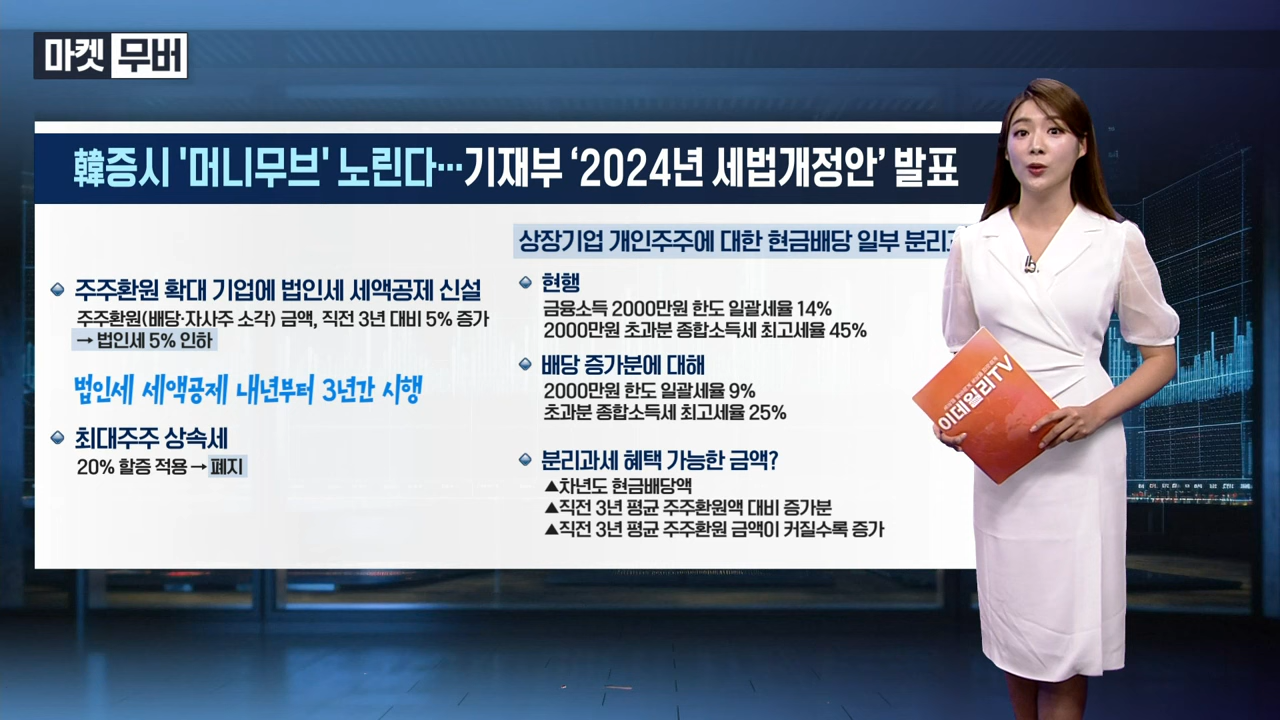 마켓 무버
韓증시 '머니무브' 노린다…기재부 ‘2024년 세법개정안’ 발표
주주환원 확대 기업에 법인세 세액공제 신설
주주환원(배당·자사주 소각) 금액, 직전 3년 대비 5% 증가
→ 법인세 5% 인하
법인세 세액공제 내년부터 3년간 시행
최대주주 상속세
20% 할증 적용 → 폐지
상장기업 개인주주에 대한 현금배당 일부 분리
현행
금융소득 2000만원 한도 일괄세율 14%
2000만원 초과분 종합소득세 최고세율 45%
배당 증가분에 대해
2000만원 한도 일괄세율 9%
초과분 종합소득세 최고세율 25%
분리과세 혜택 가능한 금액?
▲차년도 현금배당액
▲직전 3년 평균 주주환원액 대비 증가분
▲직전 3년 평균 주주환원 금액이 커질수록 증가
이데일리TV